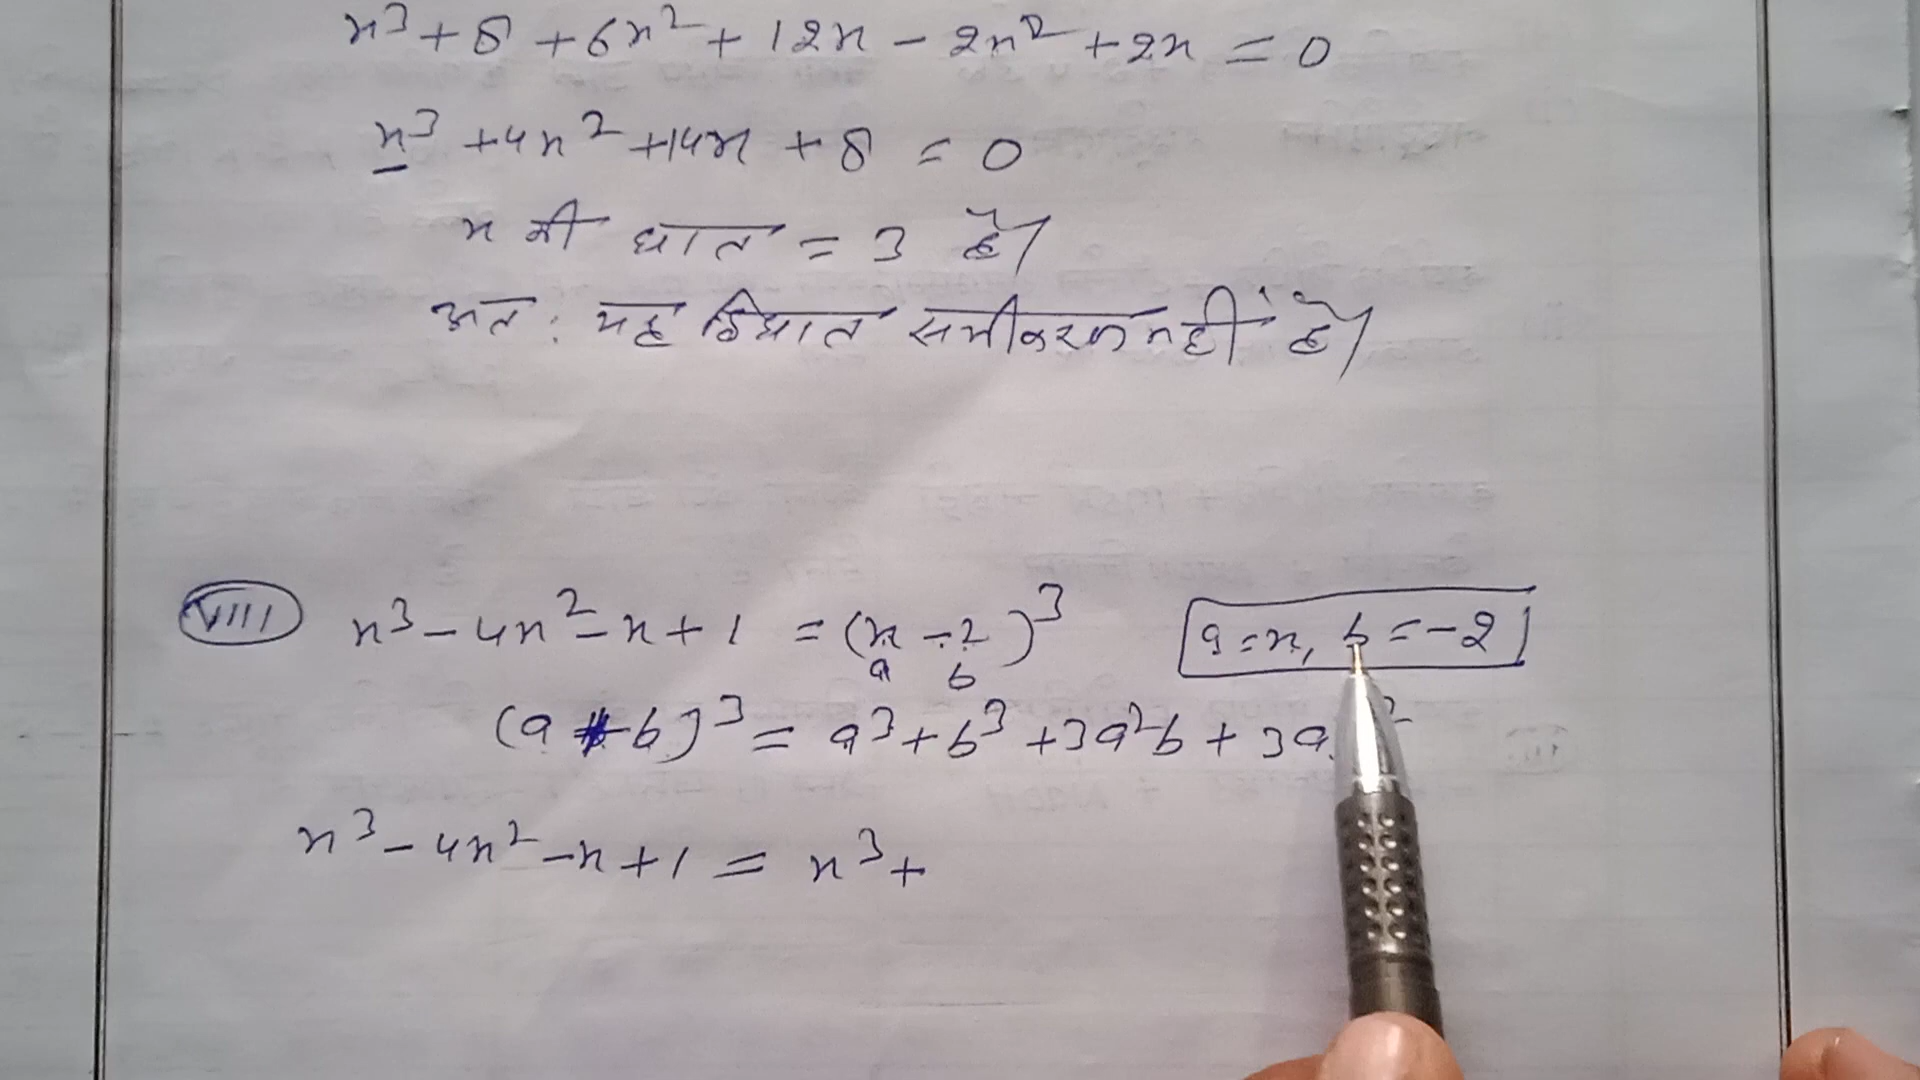 x³ + 8 + 6x² + 12x - 2x² + 2x = 0
x³ + 4x² + 14x + 8 = 0
x की घात = 3 है।
अत: यह द्विघात समीकरण नहीं है।
VIII x³ - 4x² - x + 1 = (x - 2)³ a = x, b = -2
a b
(a + b)³ = a³ + b³ + 3a²b + 3a ²
x³ - 4x² - x + 1 = x³ +